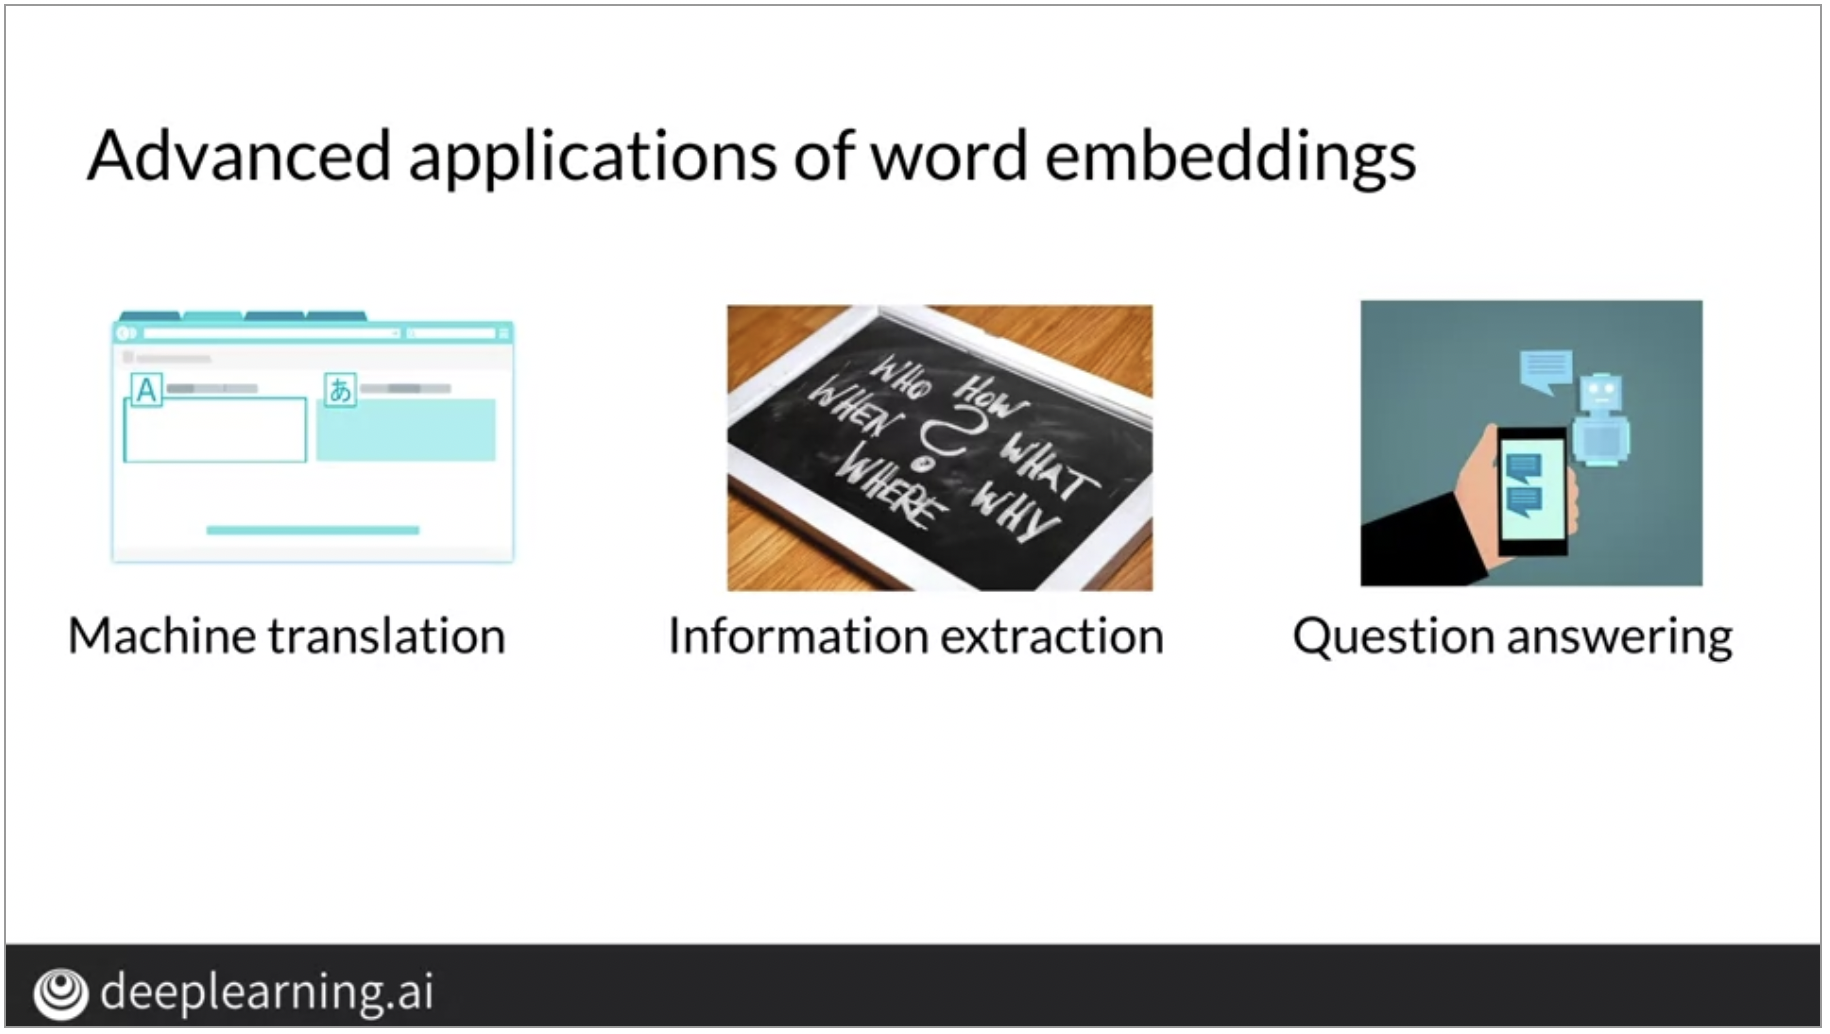 Advanced applications of word embeddings
A
あ
WHO HOW
WHEN ?
WHAT
WHERE
WHY
Machine translation
Information extraction
Question answering
deeplearning.ai